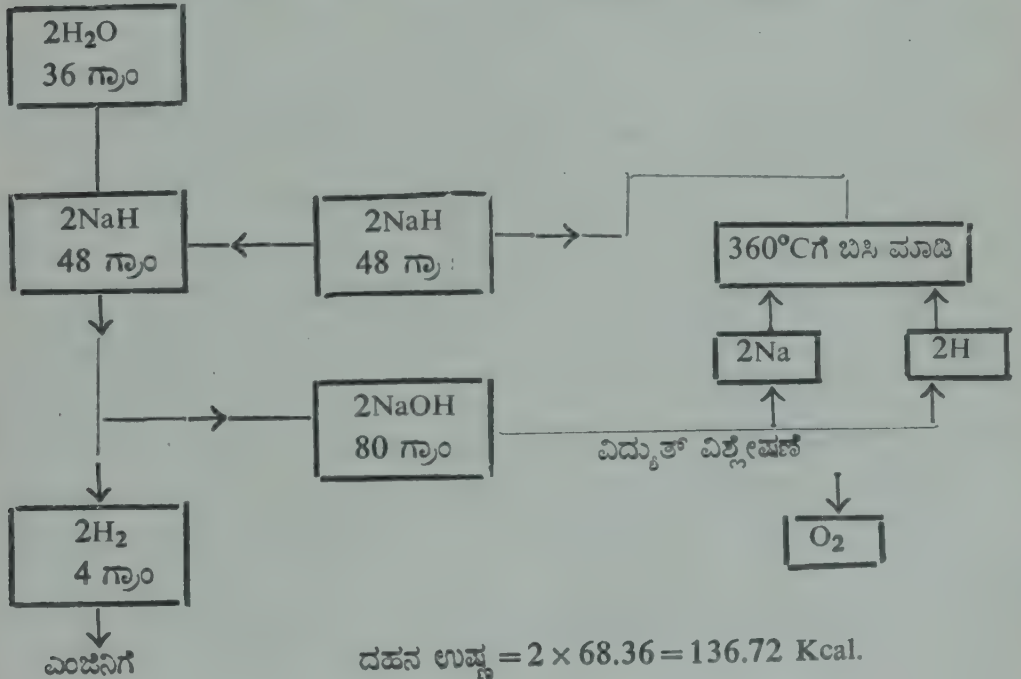 2H₂O
36 ಗ್ರಾಂ
2NaH
48 ಗ್ರಾಂ
2NaH
48 ಗ್ರಾ
360°Cಗೆ ಬಿಸಿ ಮಾಡಿ
2Na
2H
2NaOH
80 ಗ್ರಾಂ
ವಿದ್ಯುತ್ ವಿಶ್ಲೇಷಣೆ
O₂
2H₂
4 ಗ್ರಾಂ
ಎಂಜಿನಿಗೆ
ದಹನ ಉಷ್ಣ = 2 × 68.36 = 136.72 Kcal.